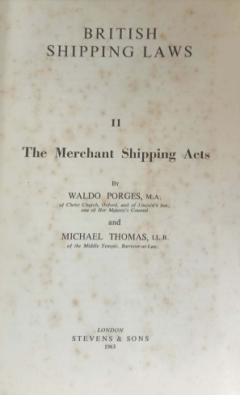 BRITISH
SHIPPING LAWS
II
The Merchant Shipping Acts
By
WALDO PORGES, M.A.
of Christ Church, Oxford, and of Lincoln's Inn,
one of Her Majesty's Counsel
and
MICHAEL THOMAS, LL.B.
of the Middle Temple, Barrister-at-Law.
LONDON
STEVENS & SONS
1963